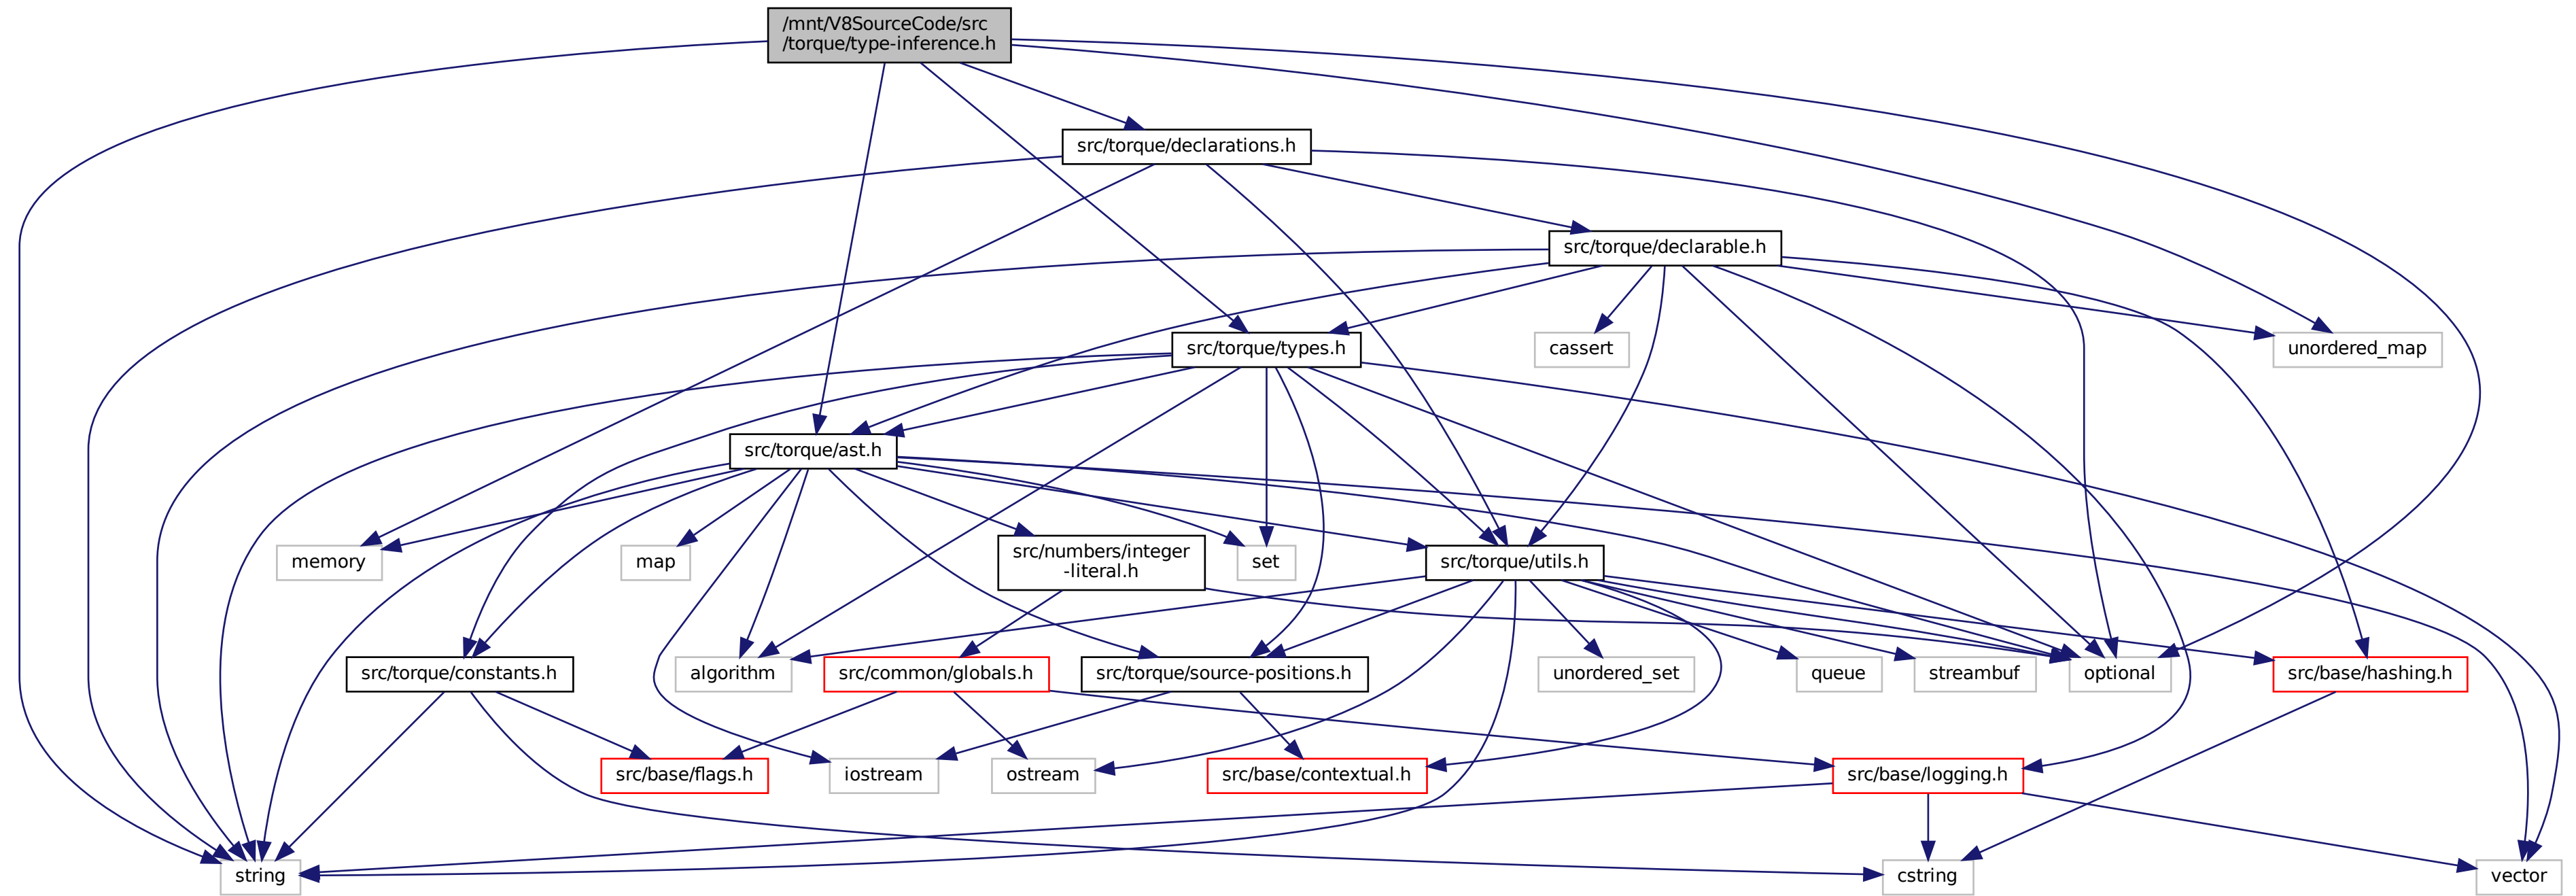 /mnt/V8SourceCode/src
/torque/type-inference.h
src/torque/declarations.h
src/torque/declarable.h
src/torque/types.h
cassert
unordered_map
src/torque/ast.h
memory
map
src/numbers/integer
-literal.h
set
src/torque/utils.h
src/torque/constants.h
algorithm
src/common/globals.h
src/torque/source-positions.h
unordered_set
queue
streambuf
optional
src/base/hashing.h
src/base/flags.h
iostream
ostream
src/base/contextual.h
src/base/logging.h
string
cstring
vector